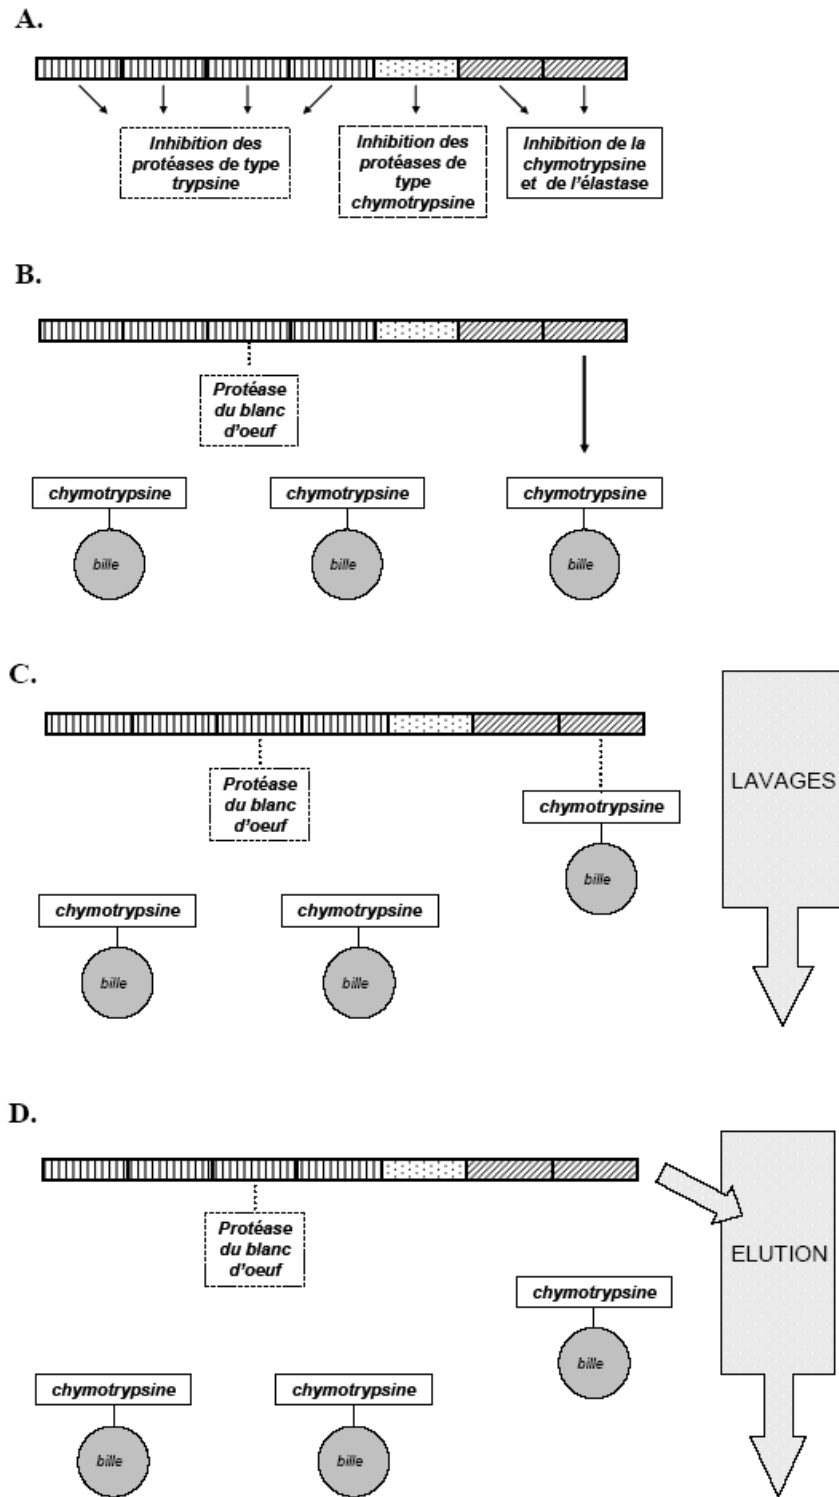 A.
Inhibition des
protéases de type
trypsine
Inhibition des
protéases de
type
chymotrypsine
Inhibition de la
chymotrypsine
et de l'élastase
B.
Protéase
du blanc
d'oeuf
chymotrypsine
chymotrypsine
chymotrypsine
bille
bille
bille
C.
LAVAGES
Protéase
du blanc
d'oeuf
chymotrypsine
bille
chymotrypsine
chymotrypsine
bille
bille
D.
Protéase
du blanc
d'oeuf
ELUTION
chymotrypsine
bille
chymotrypsine
chymotrypsine
bille
bille